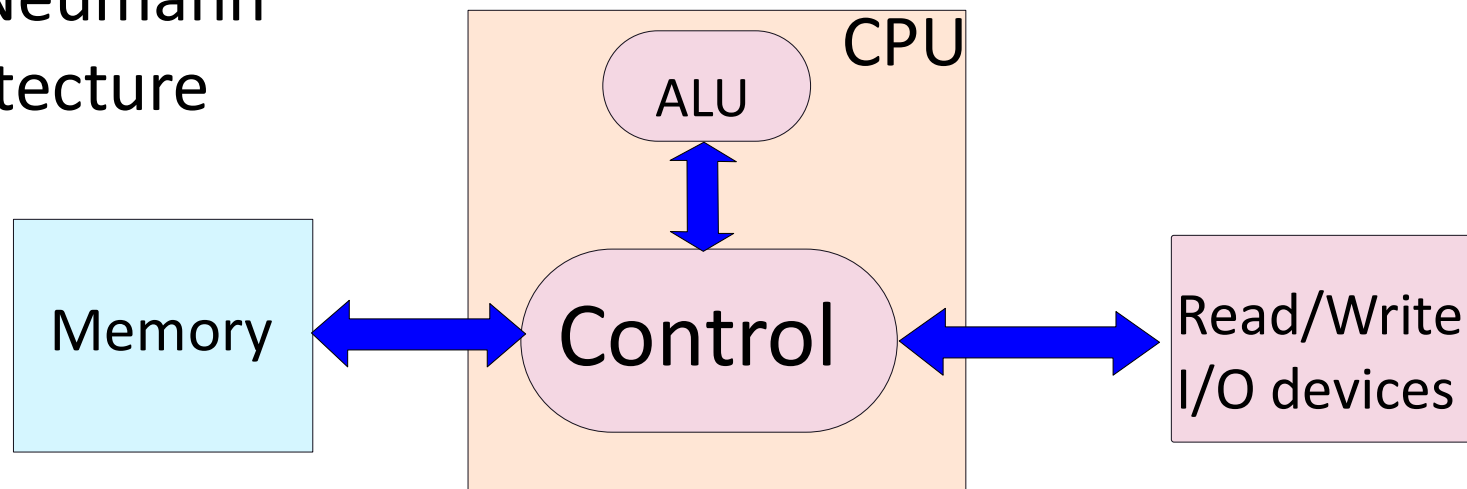 Neumann
tecture
CPU
ALU
Memory
Control
Read/Write
I/O devices